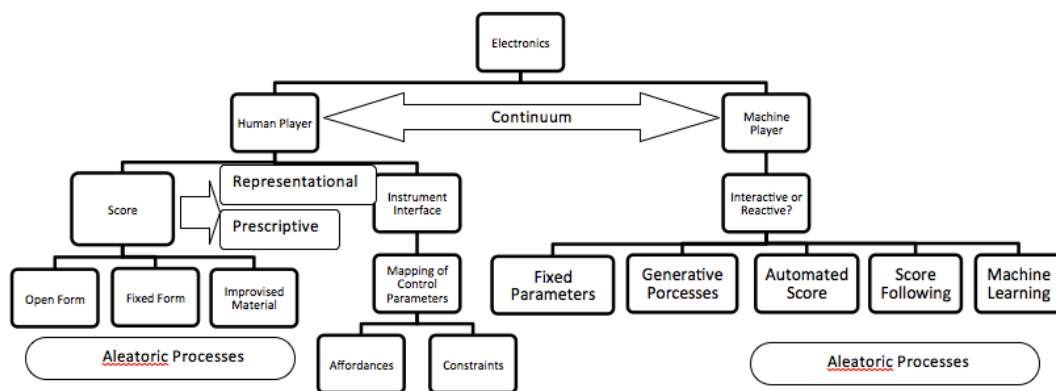 Electronics
Human Player
Continuum
Machine
Player
Score
Representational
Prescriptive
Instrument
Interface
Interactive or
Reactive?
Open Form
Fixed Form
Improvised
Material
Mapping of
Control
Parameters
Fixed
Parameters
Generative
Porcesses
Automated
Score
Score
Following
Machine
Learning
Aleatoric Processes
Affordances
Constraints
Aleatoric Processes